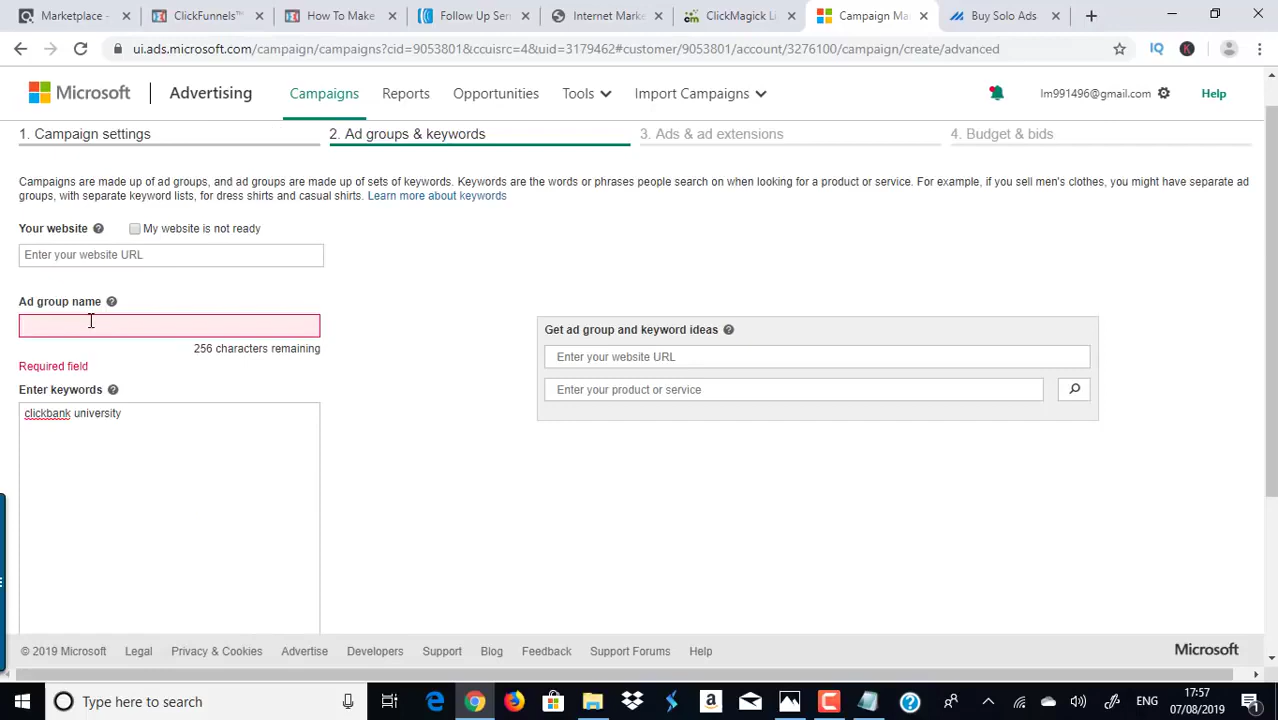 Marketplace -
ClickFunnels™
How To Make
Follow Up Ser
Internet Marke
ClickMagick Li
Campaign Ma
Buy Solo Ads
ui.ads.microsoft.com/campaign/campaigns?cid=9053801&ccuisrc=4&uid=3179462#customer/9053801/account/3276100/campaign/create/advanced
IQ
K
Microsoft
Advertising
Campaigns
Reports
Opportunities
Tools
Import Campaigns
lm991496@gmail.com
Help
1. Campaign settings
2. Ad groups & keywords
3. Ads & ad extensions
4. Budget & bids
Campaigns are made up of ad groups, and ad groups are made up of sets of keywords. Keywords are the words or phrases people search on when looking for a product or service. For example, if you sell men's clothes, you might have separate ad
groups, with separate keyword lists, for dress shirts and casual shirts. Learn more about keywords
Your website
My website is not ready
Enter your website URL
Ad group name
256 characters remaining
Required field
Get ad group and keyword ideas
Enter your website URL
Enter your product or service
Enter keywords
clickbank university
© 2019 Microsoft
Legal
Privacy & Cookies
Advertise
Developers
Support
Blog
Feedback
Support Forums
Help
Microsoft
Type here to search
ENG
17:57
07/08/2019
1